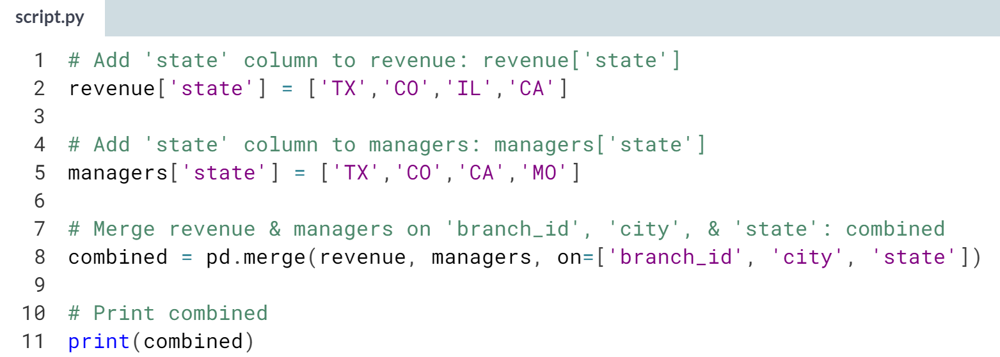 script.py
1 # Add 'state' column to revenue: revenue['state']
2 revenue['state'] = ['TX','CO','IL','CA']
3
4 # Add 'state' column to managers: managers['state']
5 managers['state'] = ['TX','CO','CA','MO']
6
7 # Merge revenue & managers on 'branch_id', 'city', & 'state': combined
8 combined = pd.merge(revenue, managers, on=['branch_id', 'city', 'state'])
9
10 # Print combined
11 print(combined)